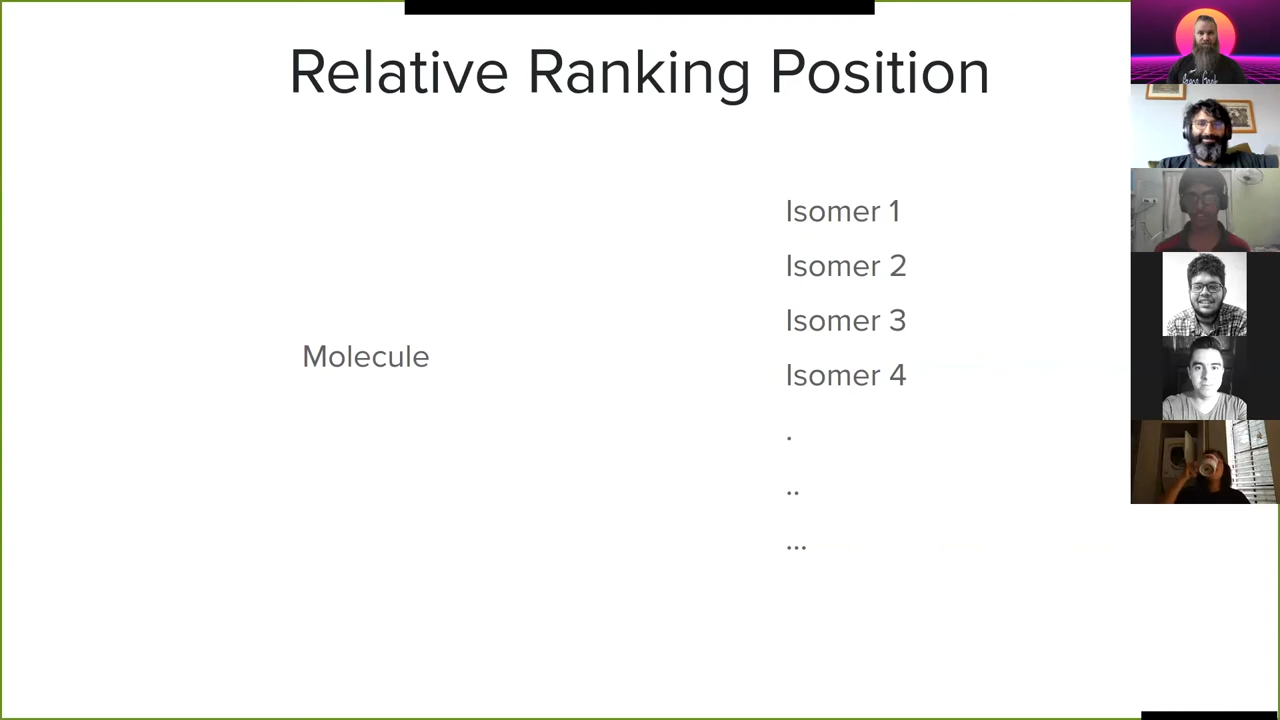 Relative Ranking Position
Isomer 1
Isomer 2
Isomer 3
Molecule
Isomer 4
.
..
...